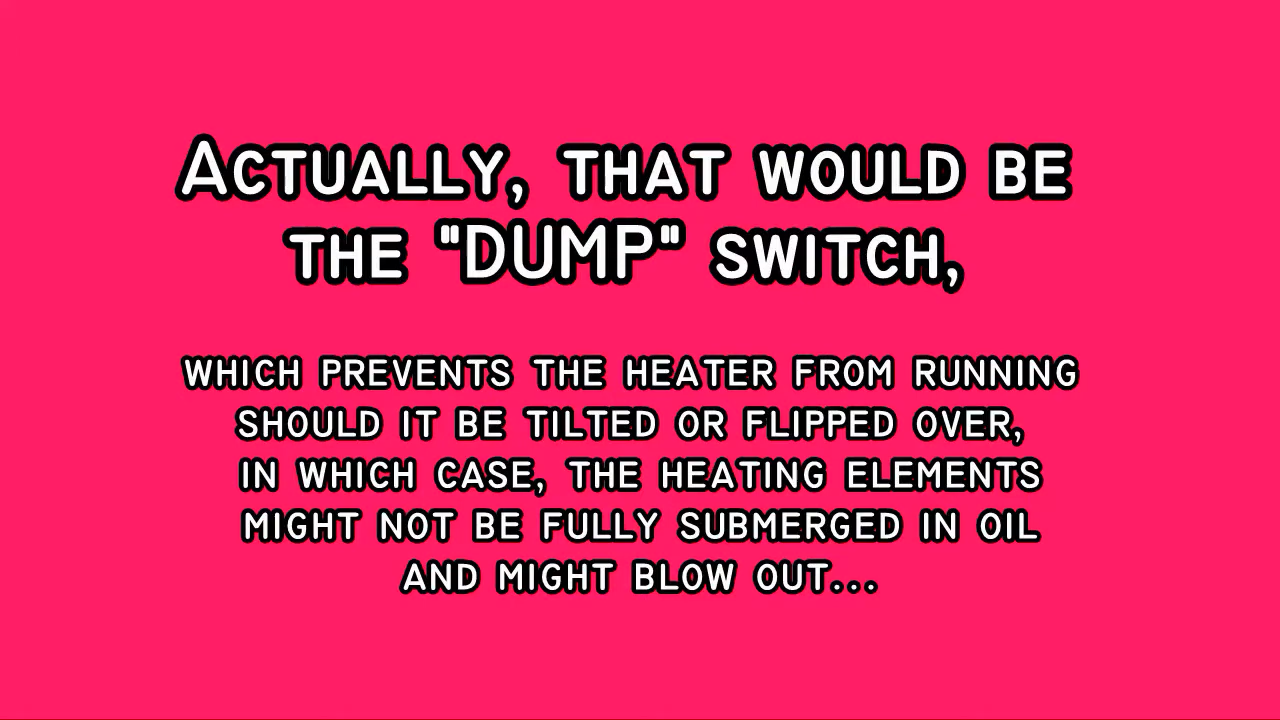 Actually, that would be
the "DUMP" switch,
which prevents the heater from running
should it be tilted or flipped over,
in which case, the heating elements
might not be fully submerged in oil
and might blow out...